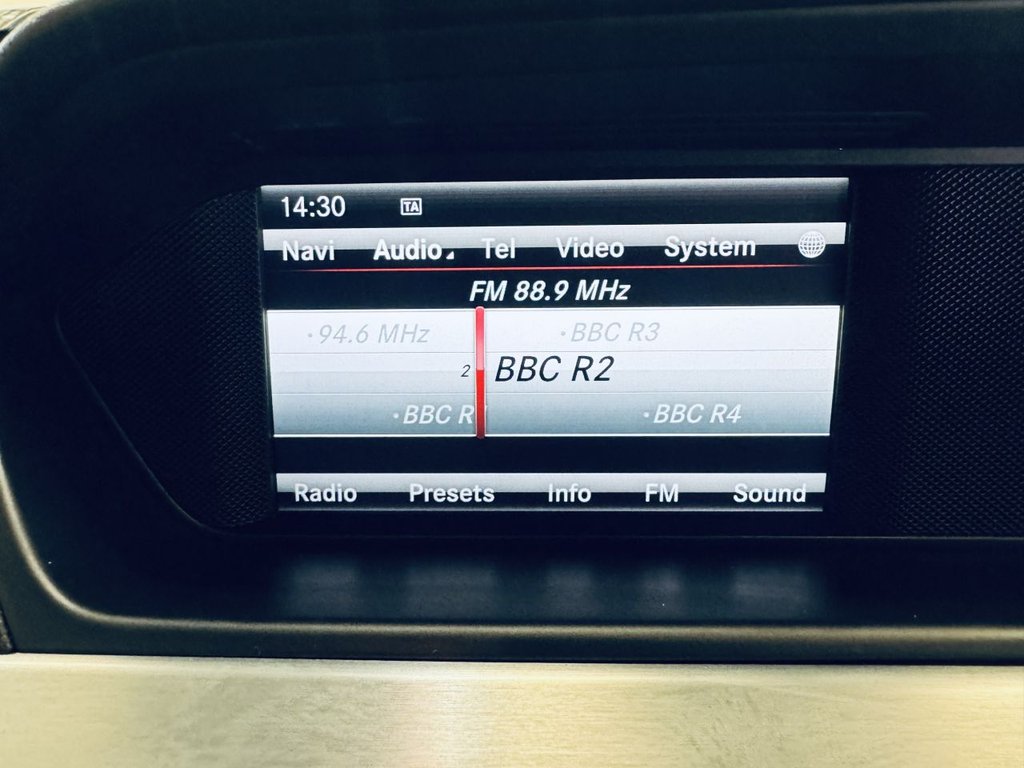 14:30 TA
Navi Audio Tel Video System
FM 88.9 MHz
·94.6 MHz ·BBC R3
2 BBC R2
·BBC R ·BBC R4
Radio Presets Info FM Sound